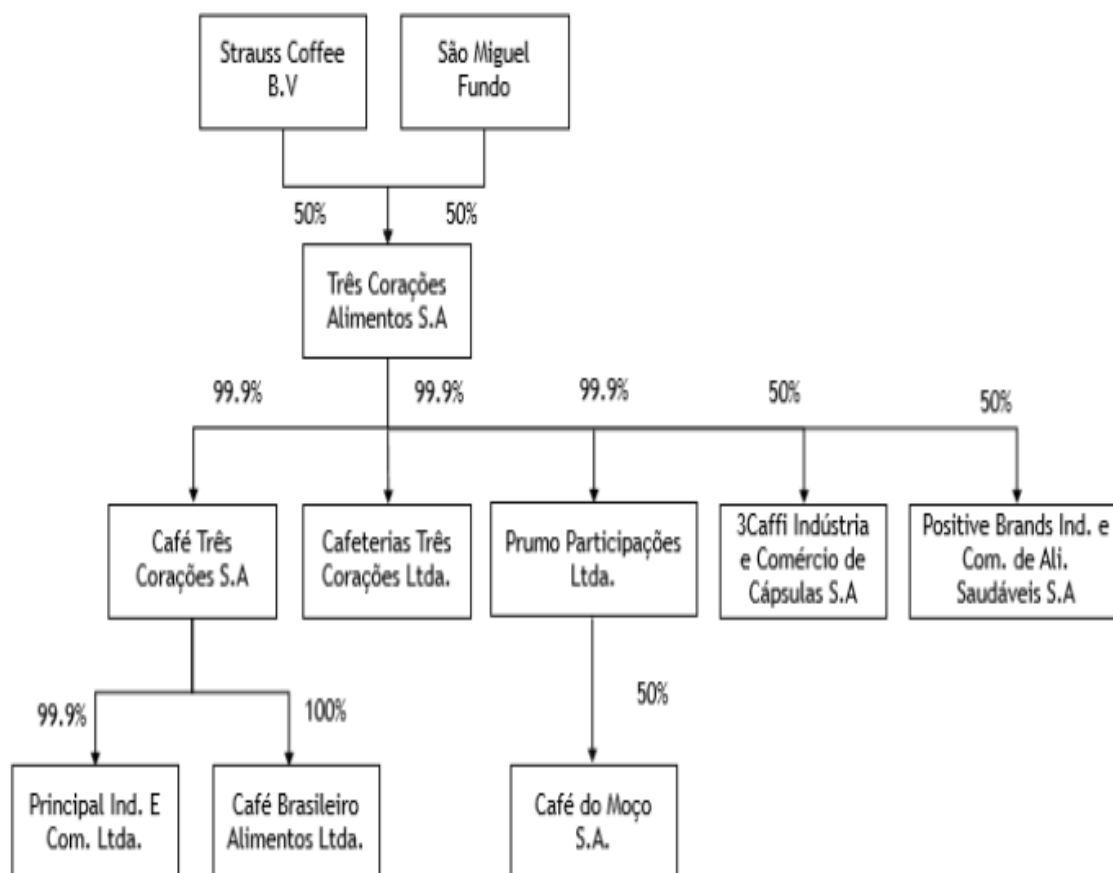 Strauss Coffee
B.V
São Miguel
Fundo
50%
50%
Três Corações
Alimentos S.A
99.9%
99.9%
99.9%
50%
50%
Café Três
Corações S.A
Cafeterias Três
Corações Ltda.
Prumo Participações
Ltda.
3Caffi Indústria
e Comércio de
Cápsulas S.A
Positive Brands Ind. e
Com. de Ali.
Saudáveis S.A
99.9%
100%
50%
Principal Ind. E
Com. Ltda.
Café Brasileiro
Alimentos Ltda.
Café do Moço
S.A.